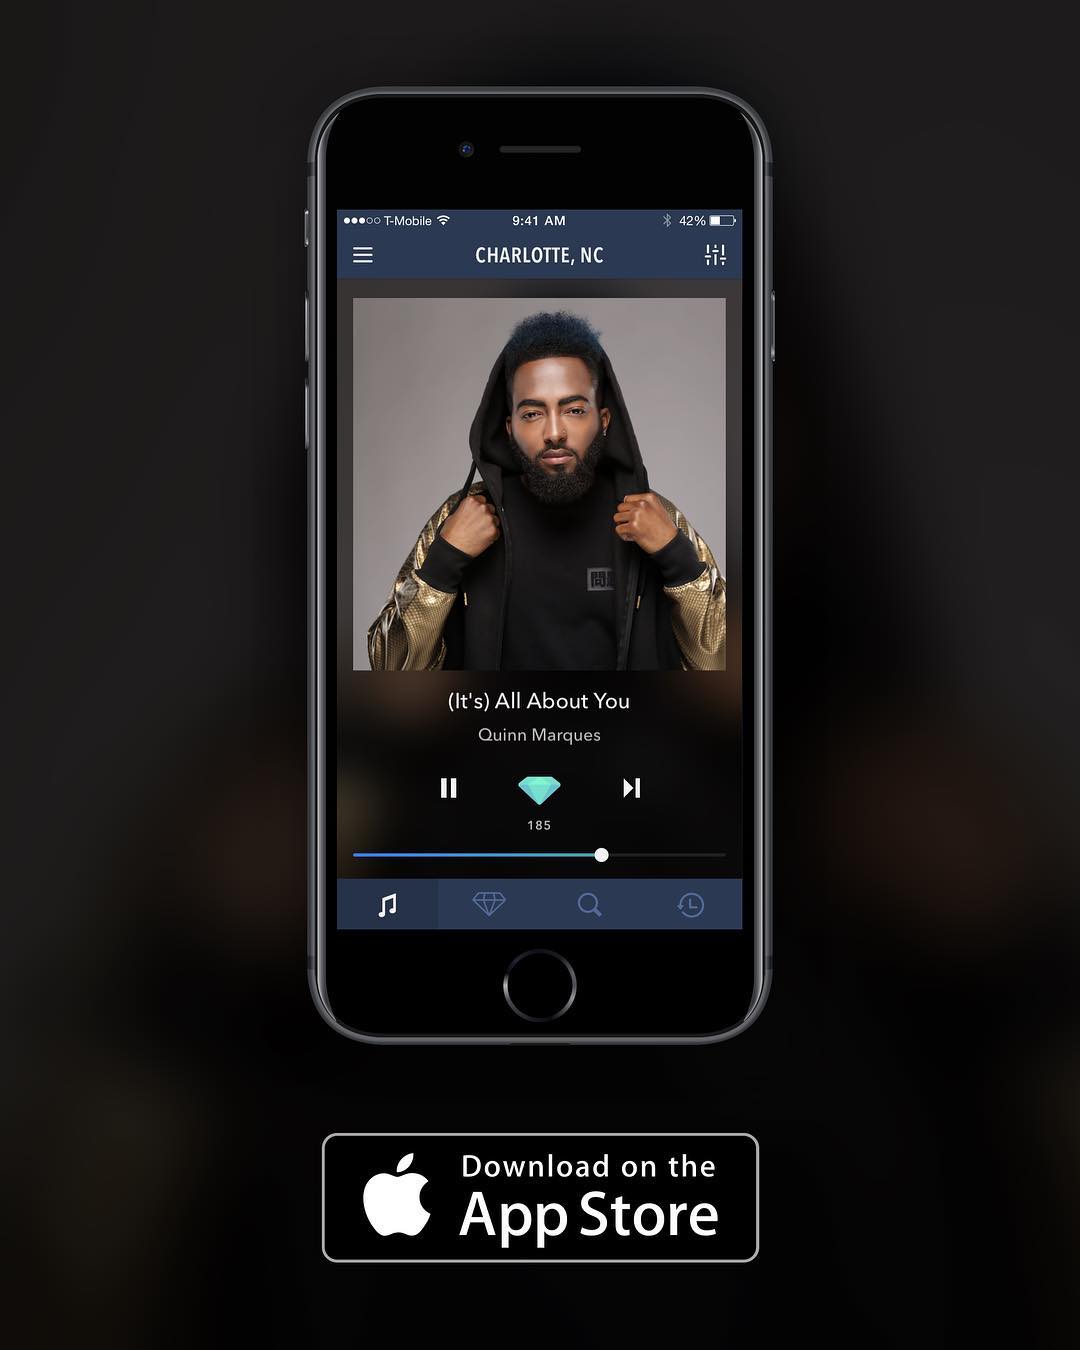 T-Mobile 9:41 AM 42%
CHARLOTTE, NC
(It's) All About You
Quinn Marques
185
Download on the
App Store